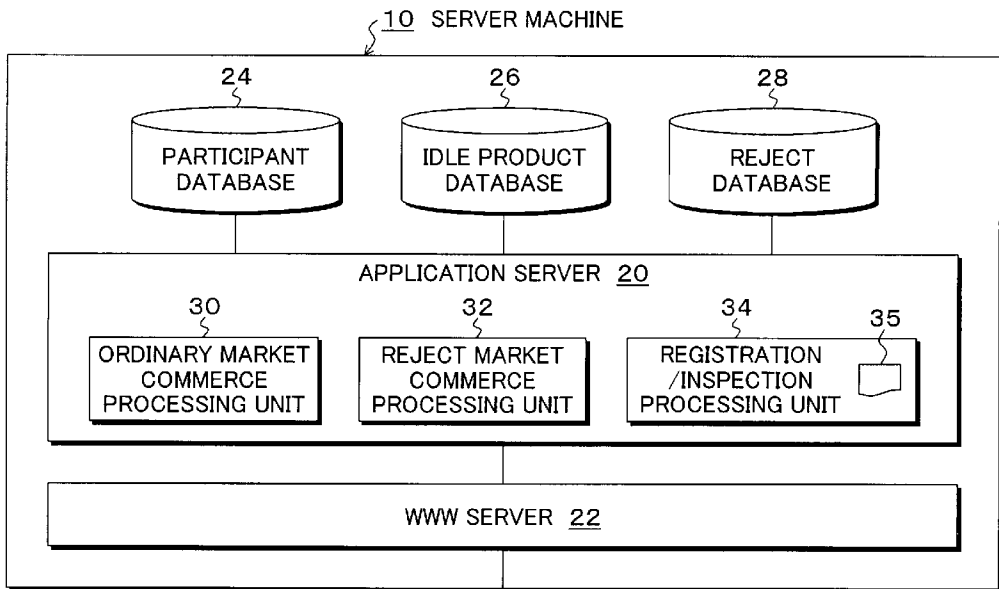 10 SERVER MACHINE
24
26
28
PARTICIPANT
DATABASE
IDLE PRODUCT
DATABASE
REJECT
DATABASE
APPLICATION SERVER 20
30
32
34
35
ORDINARY MARKET
COMMERCE
PROCESSING UNIT
REJECT MARKET
COMMERCE
PROCESSING UNIT
REGISTRATION
/INSPECTION
PROCESSING UNIT
WWW SERVER 22